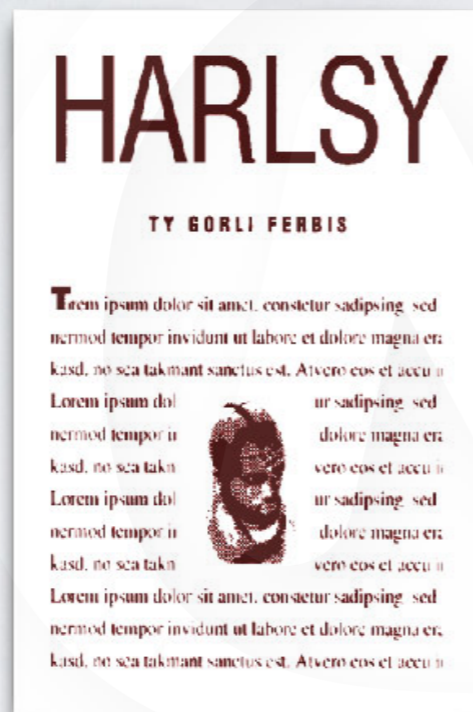 HARLSY
TY GORLI FERBIS
Torem ipsum dolor sit amet, constetur sadipsing sed
nermod tempor invidunt ut labore et dolore magna era
kasd, no sea takmant sanctus est. Atvero eos et accu
Lorem ipsum dol ur sadipsing sed
nermod tempor dolore magna era
kasd, no sea takn vero eos et accu
Lorem ipsum dol ur sadipsing sed
nermod tempor dolore magna era
kasd, no sea takn vero eos et accu
Lorem ipsum dolor sit amet, constetur sadipsing sed
nermod tempor invidunt ut labore et dolore magna era
kasd, no sea takmant sanctus est. Atvero eos et accu